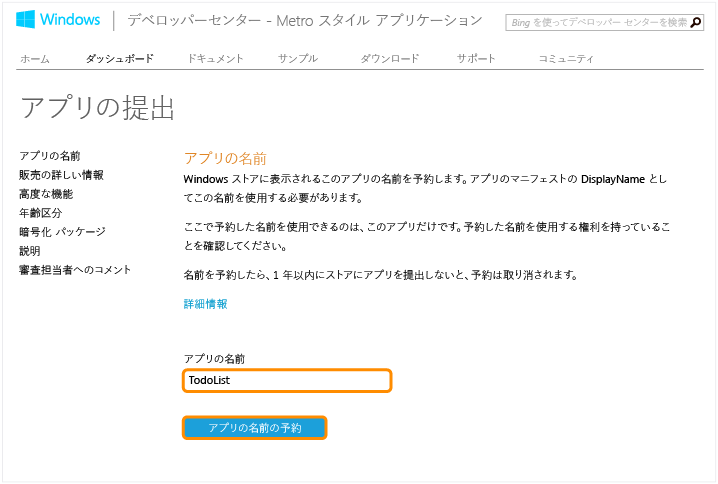 Windows デベロッパーセンター - Metro スタイル アプリケーション
Bing を使ってデベロッパー センターを検索
ホーム ダッシュボード ドキュメント サンプル ダウンロード サポート コミュニティ
アプリの提出
アプリの名前
販売の詳しい情報
高度な機能
年齢区分
暗号化 パッケージ
説明
審査担当者へのコメント
アプリの名前
Windows ストアに表示されるこのアプリの名前を予約します。アプリのマニフェストの DisplayName とし
てこの名前を使用する必要があります。
ここで予約した名前を使用できるのは、このアプリだけです。予約した名前を使用する権利を持っているこ
とを確認してください。
名前を予約したら、1 年以内にストアにアプリを提出しないと、予約は取り消されます。
詳細情報
アプリの名前
TodoList
アプリの名前の予約